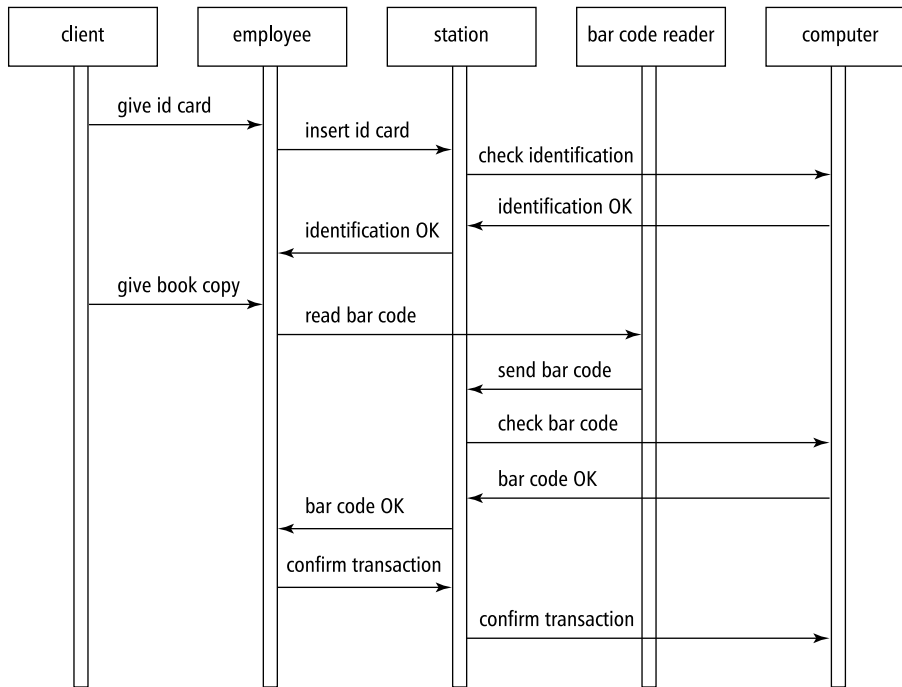 client
employee
station
bar code reader
computer
give id card
insert id card
check identification
identification OK
identification OK
give book copy
read bar code
send bar code
check bar code
bar code OK
bar code OK
confirm transaction
confirm transaction